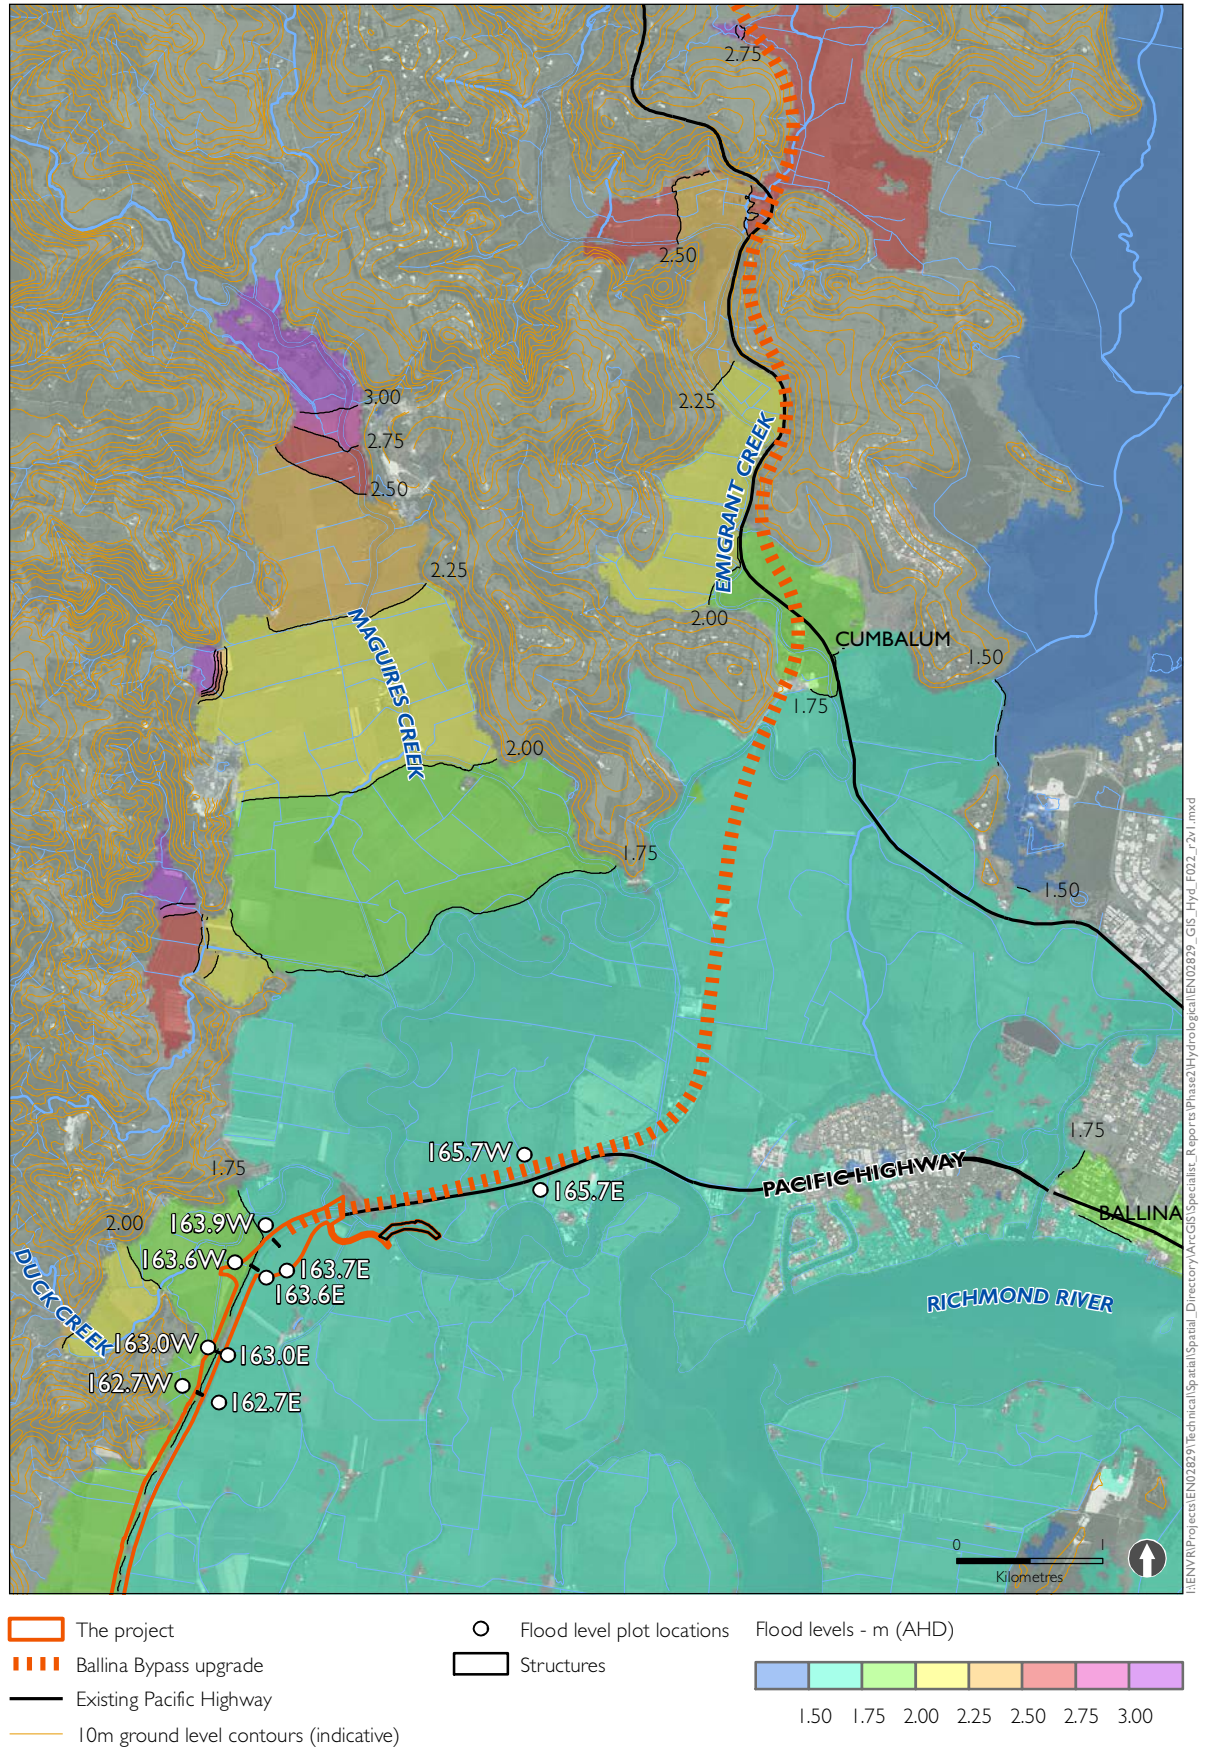 2.75
2.50
2.25
3.00
2.75
2.50
2.25
EMIGRANT CREEK
2.00
MAGUIRES CREEK
CUMBALUM
1.50
1.75
2.00
1.75
1.50
1.75
165.7W
165.7E
PACIFIC HIGHWAY
BALLINA
1.75
2.00
163.9W
163.6W
163.7E
163.6E
DUCK CREEK
RICHMOND RIVER
163.0W
163.0E
162.7W
162.7E
0 1
Kilometres
I:\ENVR\Projects\EN02829\Technical\Spatial\Spatial_Directory\ArcGIS\Specialist_Reports\Phase2\Hydrological\EN02829_GIS_Hyd_F022_r2v1.mxd
The project
Ballina Bypass upgrade
Existing Pacific Highway
10m ground level contours (indicative)
Flood level plot locations
Structures
Flood levels - m (AHD)
1.50 1.75 2.00 2.25 2.50 2.75 3.00